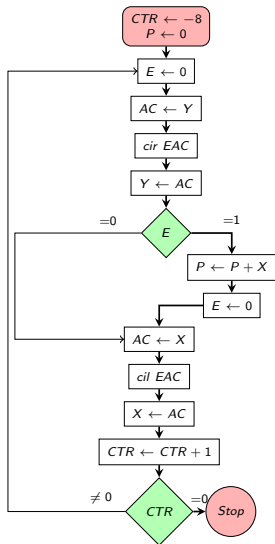 CTR ← −8
P ← 0
E ← 0
AC ← Y
cir EAC
Y ← AC
=0
=1
E
P ← P + X
E ← 0
AC ← X
cil EAC
X ← AC
CTR ← CTR + 1
≠ 0
=0
CTR
Stop